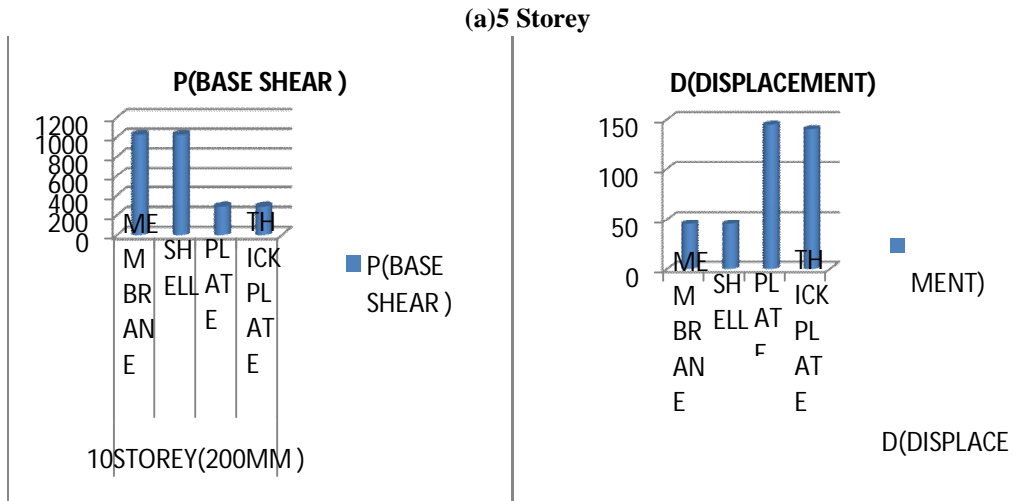 (a)5 Storey
P(BASE SHEAR )
1200
1000
800
600
400
200
0
ME
M
BR
AN
E
SH
ELL
PL
AT
E
TH
ICK
PL
AT
E
P(BASE
SHEAR )
10STOREY(200MM )
D(DISPLACEMENT)
150
100
50
0
ME
M
BR
AN
E
SH
ELL
PL
AT
E
TH
ICK
PL
AT
E
MENT)
D(DISPLACE